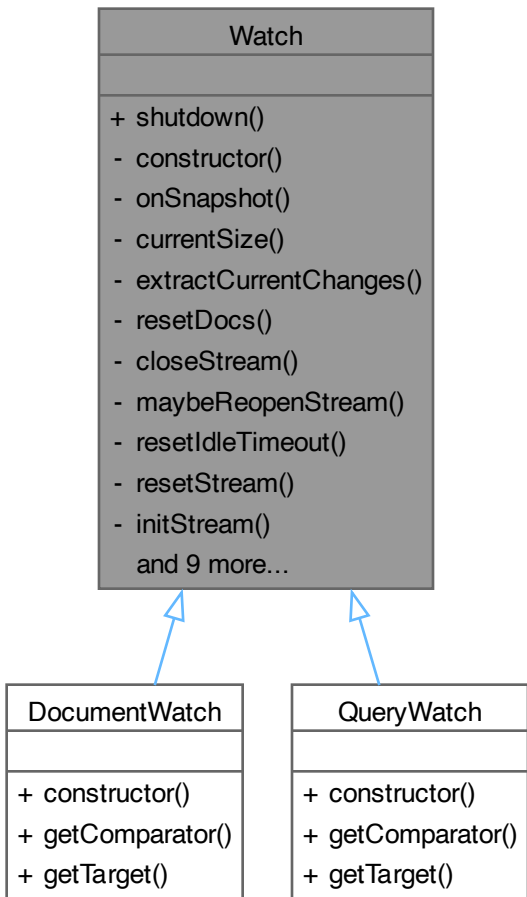 Watch
+ shutdown()
- constructor()
- onSnapshot()
- currentSize()
- extractCurrentChanges()
- resetDocs()
- closeStream()
- maybeReopenStream()
- resetIdleTimeout()
- resetStream()
- initStream()
and 9 more...
DocumentWatch
+ constructor()
+ getComparator()
+ getTarget()
QueryWatch
+ constructor()
+ getComparator()
+ getTarget()